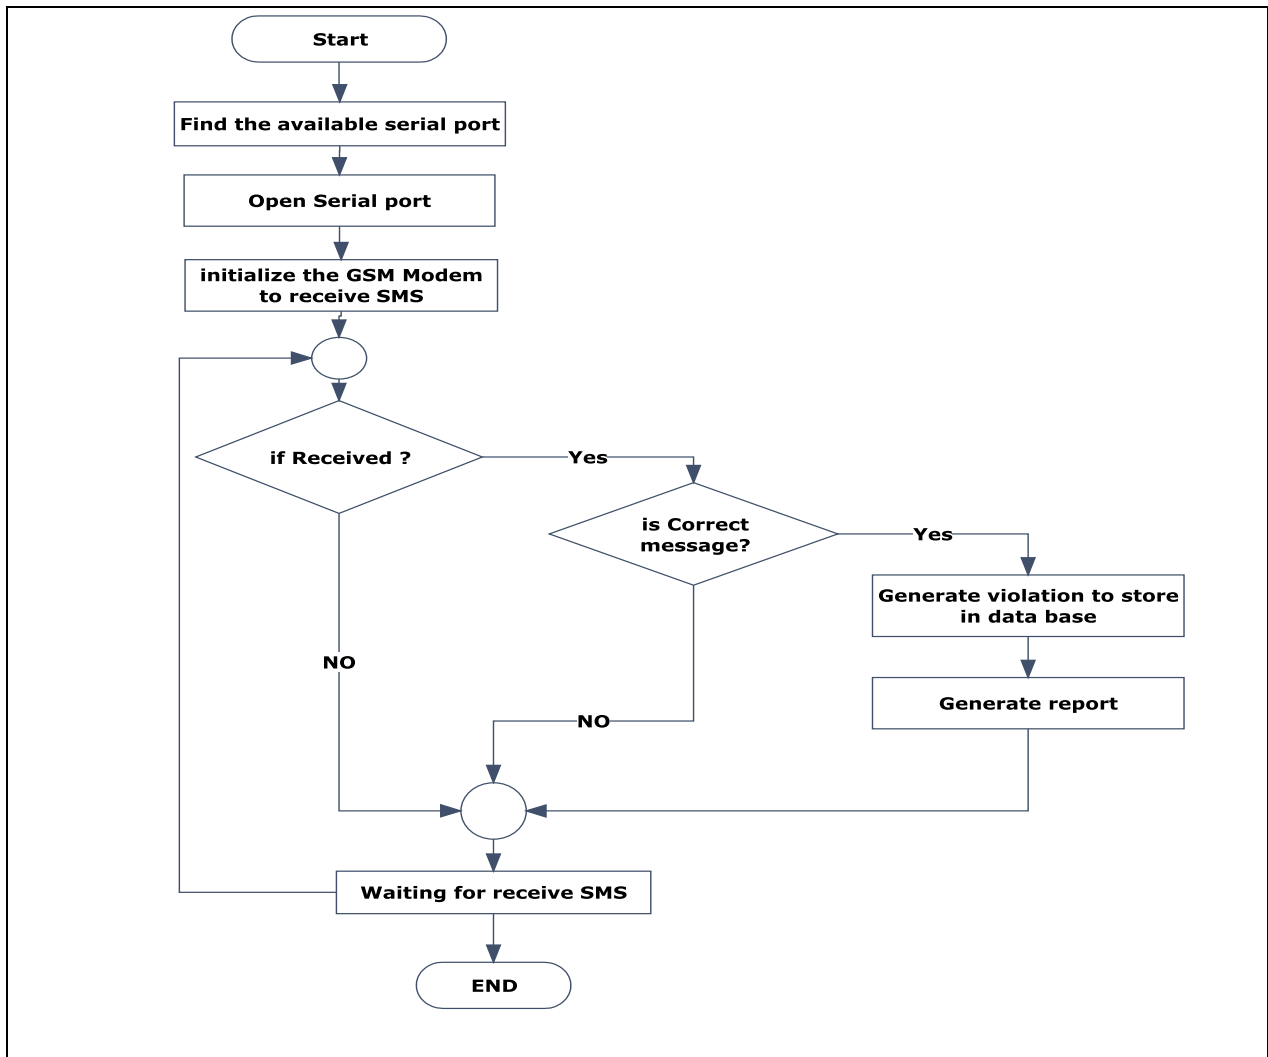 Start
Find the available serial port
Open Serial port
initialize the GSM Modem
to receive SMS
if Received ?
Yes
is Correct
message?
Yes
Generate violation to store
in data base
NO
Generate report
NO
Waiting for receive SMS
END